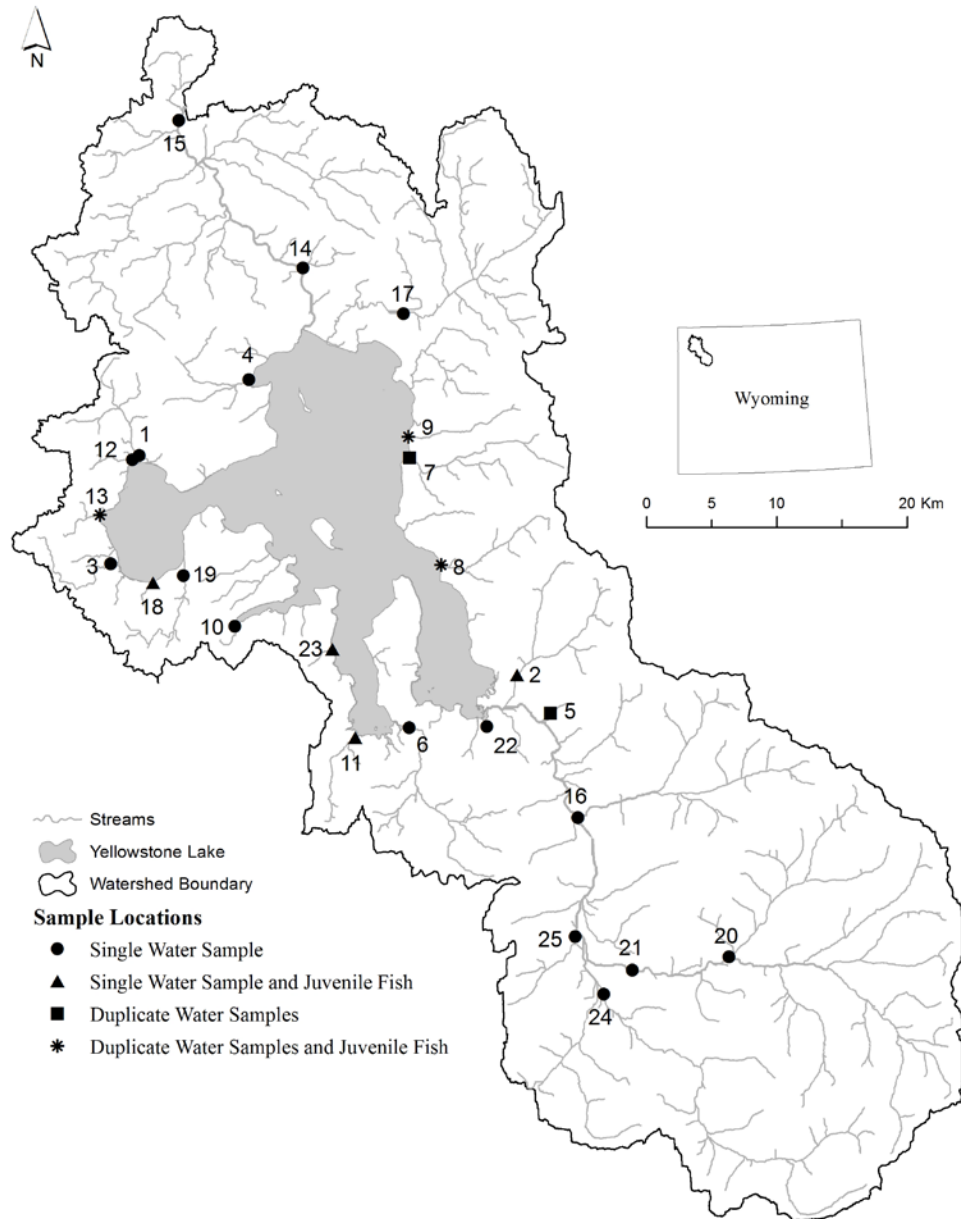 N
15
14
17
4
9
7
1
12
13
3
18
19
8
10
23
2
5
11
6
22
16
25
21
20
24
Wyoming
0 5 10 20 Km
Streams
Yellowstone Lake
Watershed Boundary
Sample Locations
Single Water Sample
Single Water Sample and Juvenile Fish
Duplicate Water Samples
Duplicate Water Samples and Juvenile Fish